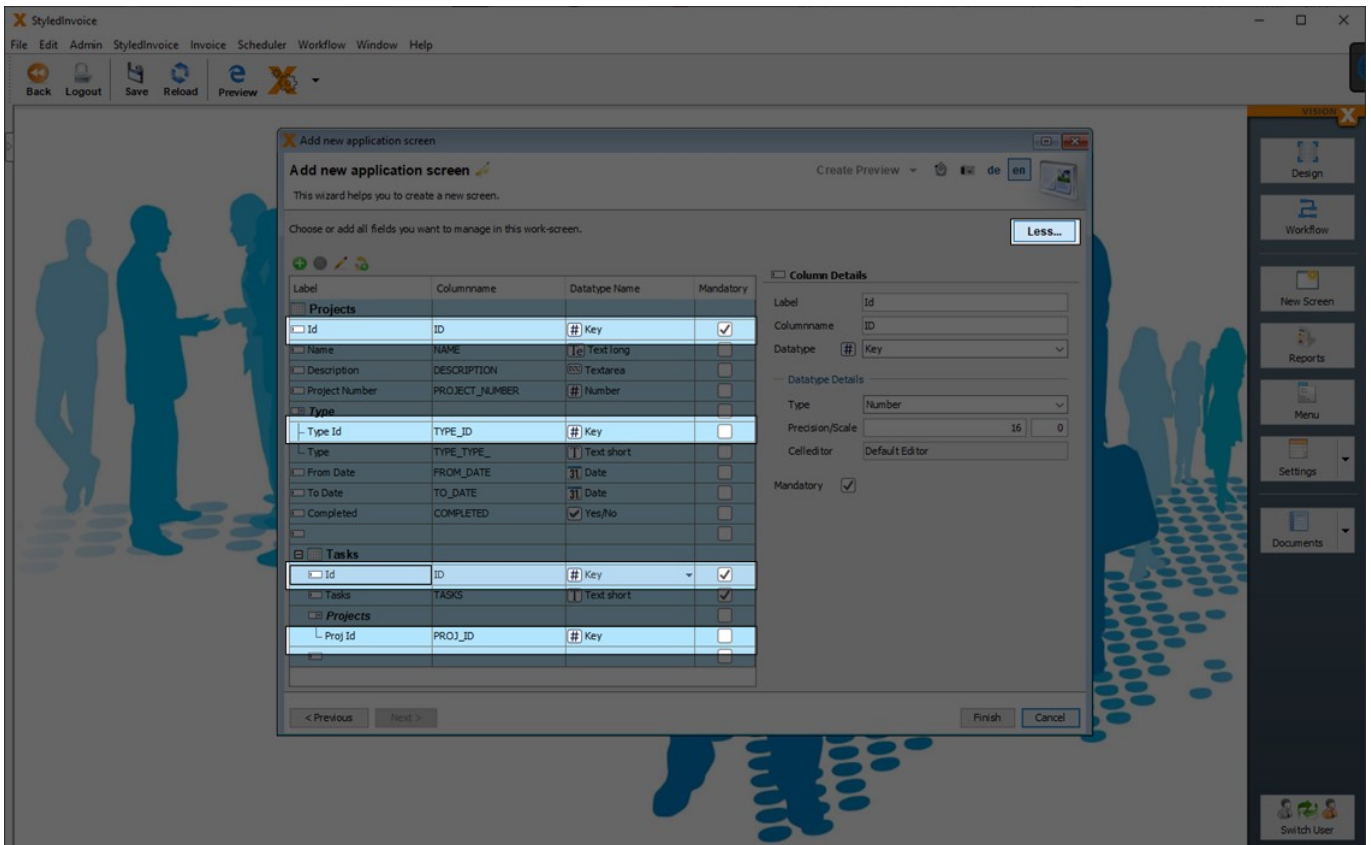 StyledInvoice
File Edit Admin StyledInvoice Invoice Scheduler Workflow Window Help
Back Logout Save Reload Preview
VISION X
Add new application screen
Add new application screen
Create Preview de en
This wizard helps you to create a new screen.
Choose or add all fields you want to manage in this work-screen.
Less...
Label Columnname Datatype Name Mandatory
Projects
Id ID # Key
Name NAME Te Text long
Description DESCRIPTION Textarea
Project Number PROJECT_NUMBER # Number
Type
Type Id TYPE_ID # Key
Type TYPE_TYPE_ T Text short
From Date FROM_DATE 31 Date
To Date TO_DATE 31 Date
Completed COMPLETED Yes/No
Tasks
Id ID # Key
Tasks TASKS T Text short
Projects
Proj Id PROJ_ID # Key
Column Details
Label Id
Columnname ID
Datatype # Key
Datatype Details
Type Number
Precision/Scale 16 0
Celleditor Default Editor
Mandatory
< Previous Next > Finish Cancel
Design
Workflow
New Screen
Reports
Menu
Settings
Documents
Switch User